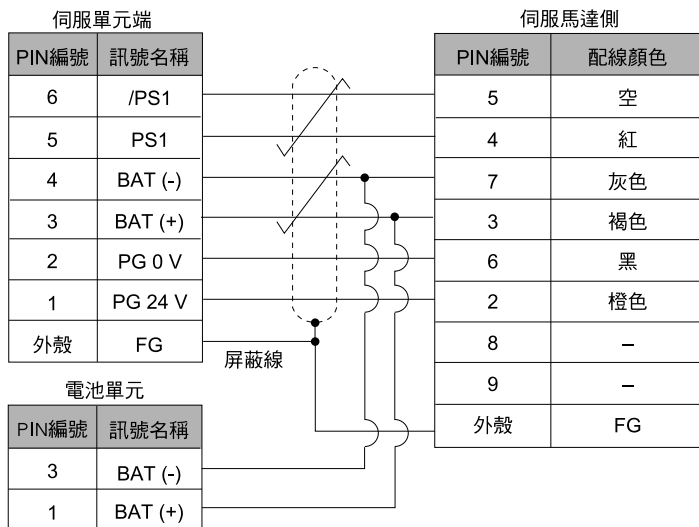 伺服單元端
PIN編號 訊號名稱
6 /PS1
5 PS1
4 BAT (-)
3 BAT (+)
2 PG 0 V
1 PG 24 V
外殼 FG
屏蔽線
伺服馬達側
PIN編號 配線顏色
5 空
4 紅
7 灰色
3 褐色
6 黑
2 橙色
8 –
9 –
外殼 FG
電池單元
PIN編號 訊號名稱
3 BAT (-)
1 BAT (+)